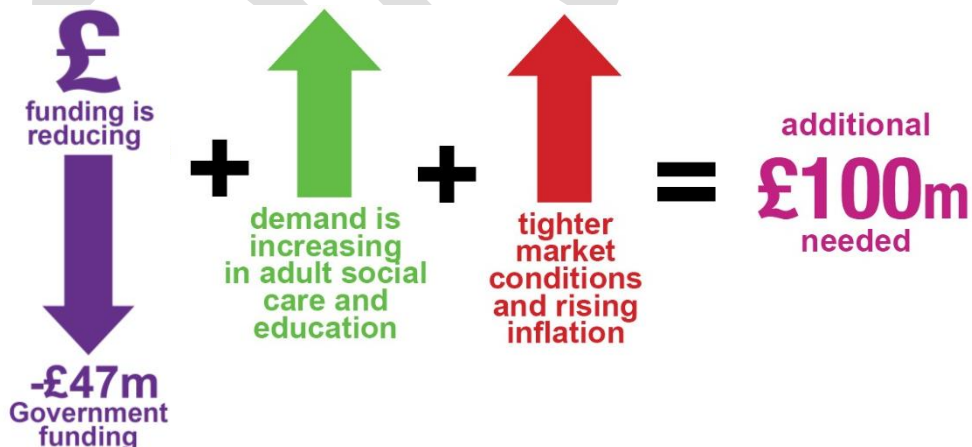 £
funding is
reducing
-£47m
Government
funding
+
demand is
increasing
in adult social
care and
education
+
tighter
market
conditions
and rising
inflation
=
additional
£100m
needed